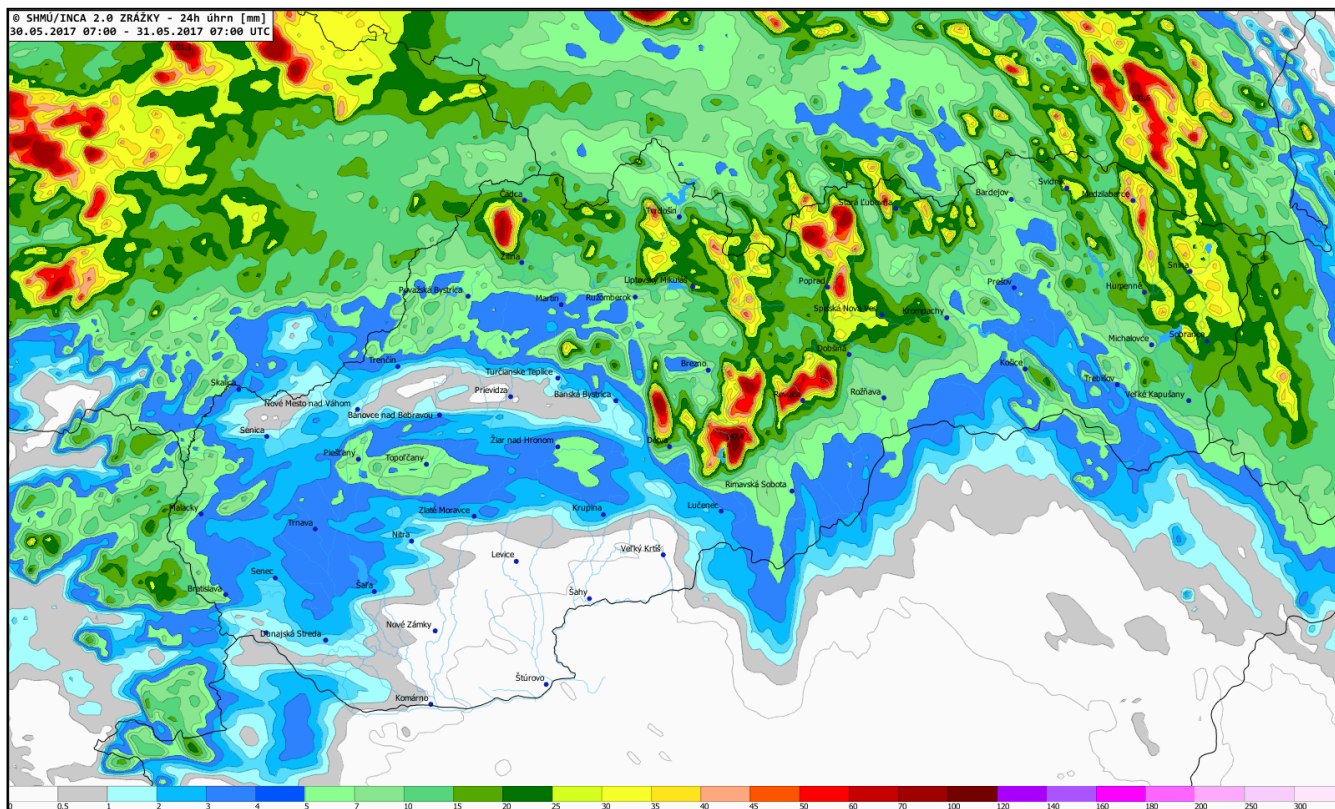 © SHMÚ/INCA 2.0 ZRÁŽKY - 24h úhrn [mm]
30.05.2017 07:00 - 31.05.2017 07:00 UTC
Čadca
Tvrdošín
Stará Ľubovňa
Bardejov
Svidník
Medzilaborce
Žilina
Liptovský Mikuláš
Poprad
Prešov
Snina
Humenné
Považská Bystrica
Martin
Ružomberok
Spišská Nová Ves
Krompachy
Michalovce
Sobrance
Dobšiná
Trenčín
Turčianske Teplice
Brezno
Košice
Trebišov
Skalica
Prievidza
Banská Bystrica
Revúca
Rožňava
Veľké Kapušany
Nové Mesto nad Váhom
Bánovce nad Bebravou
Senica
Žiar nad Hronom
Detva
Piešťany
Topoľčany
Rimavská Sobota
Malacky
Zlaté Moravce
Krupina
Lučenec
Trnava
Nitra
Levice
Veľký Krtíš
Senec
Bratislava
Šaľa
Šahy
Dunajská Streda
Nové Zámky
Štúrovo
Komárno
0 0.5 1 2 3 4 5 7 10 15 20 25 30 35 40 45 50 60 70 100 120 140 160 180 200 250 300